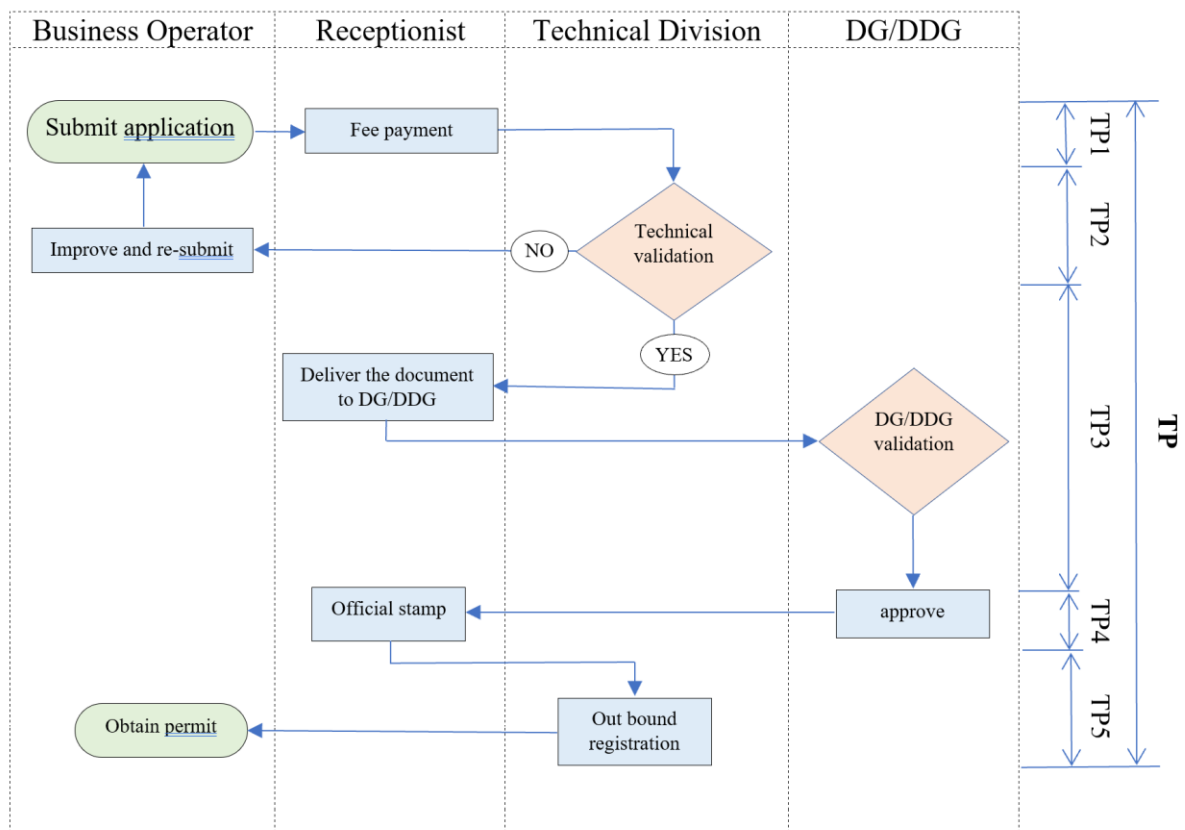 Business Operator
Receptionist
Technical Division
DG/DDG
Submit application
Fee payment
TP1
Technical
validation
NO
Improve and re-submit
TP2
YES
Deliver the document
to DG/DDG
DG/DDG
validation
TP3
TP
Official stamp
approve
TP4
Obtain permit
Out bound
registration
TP5